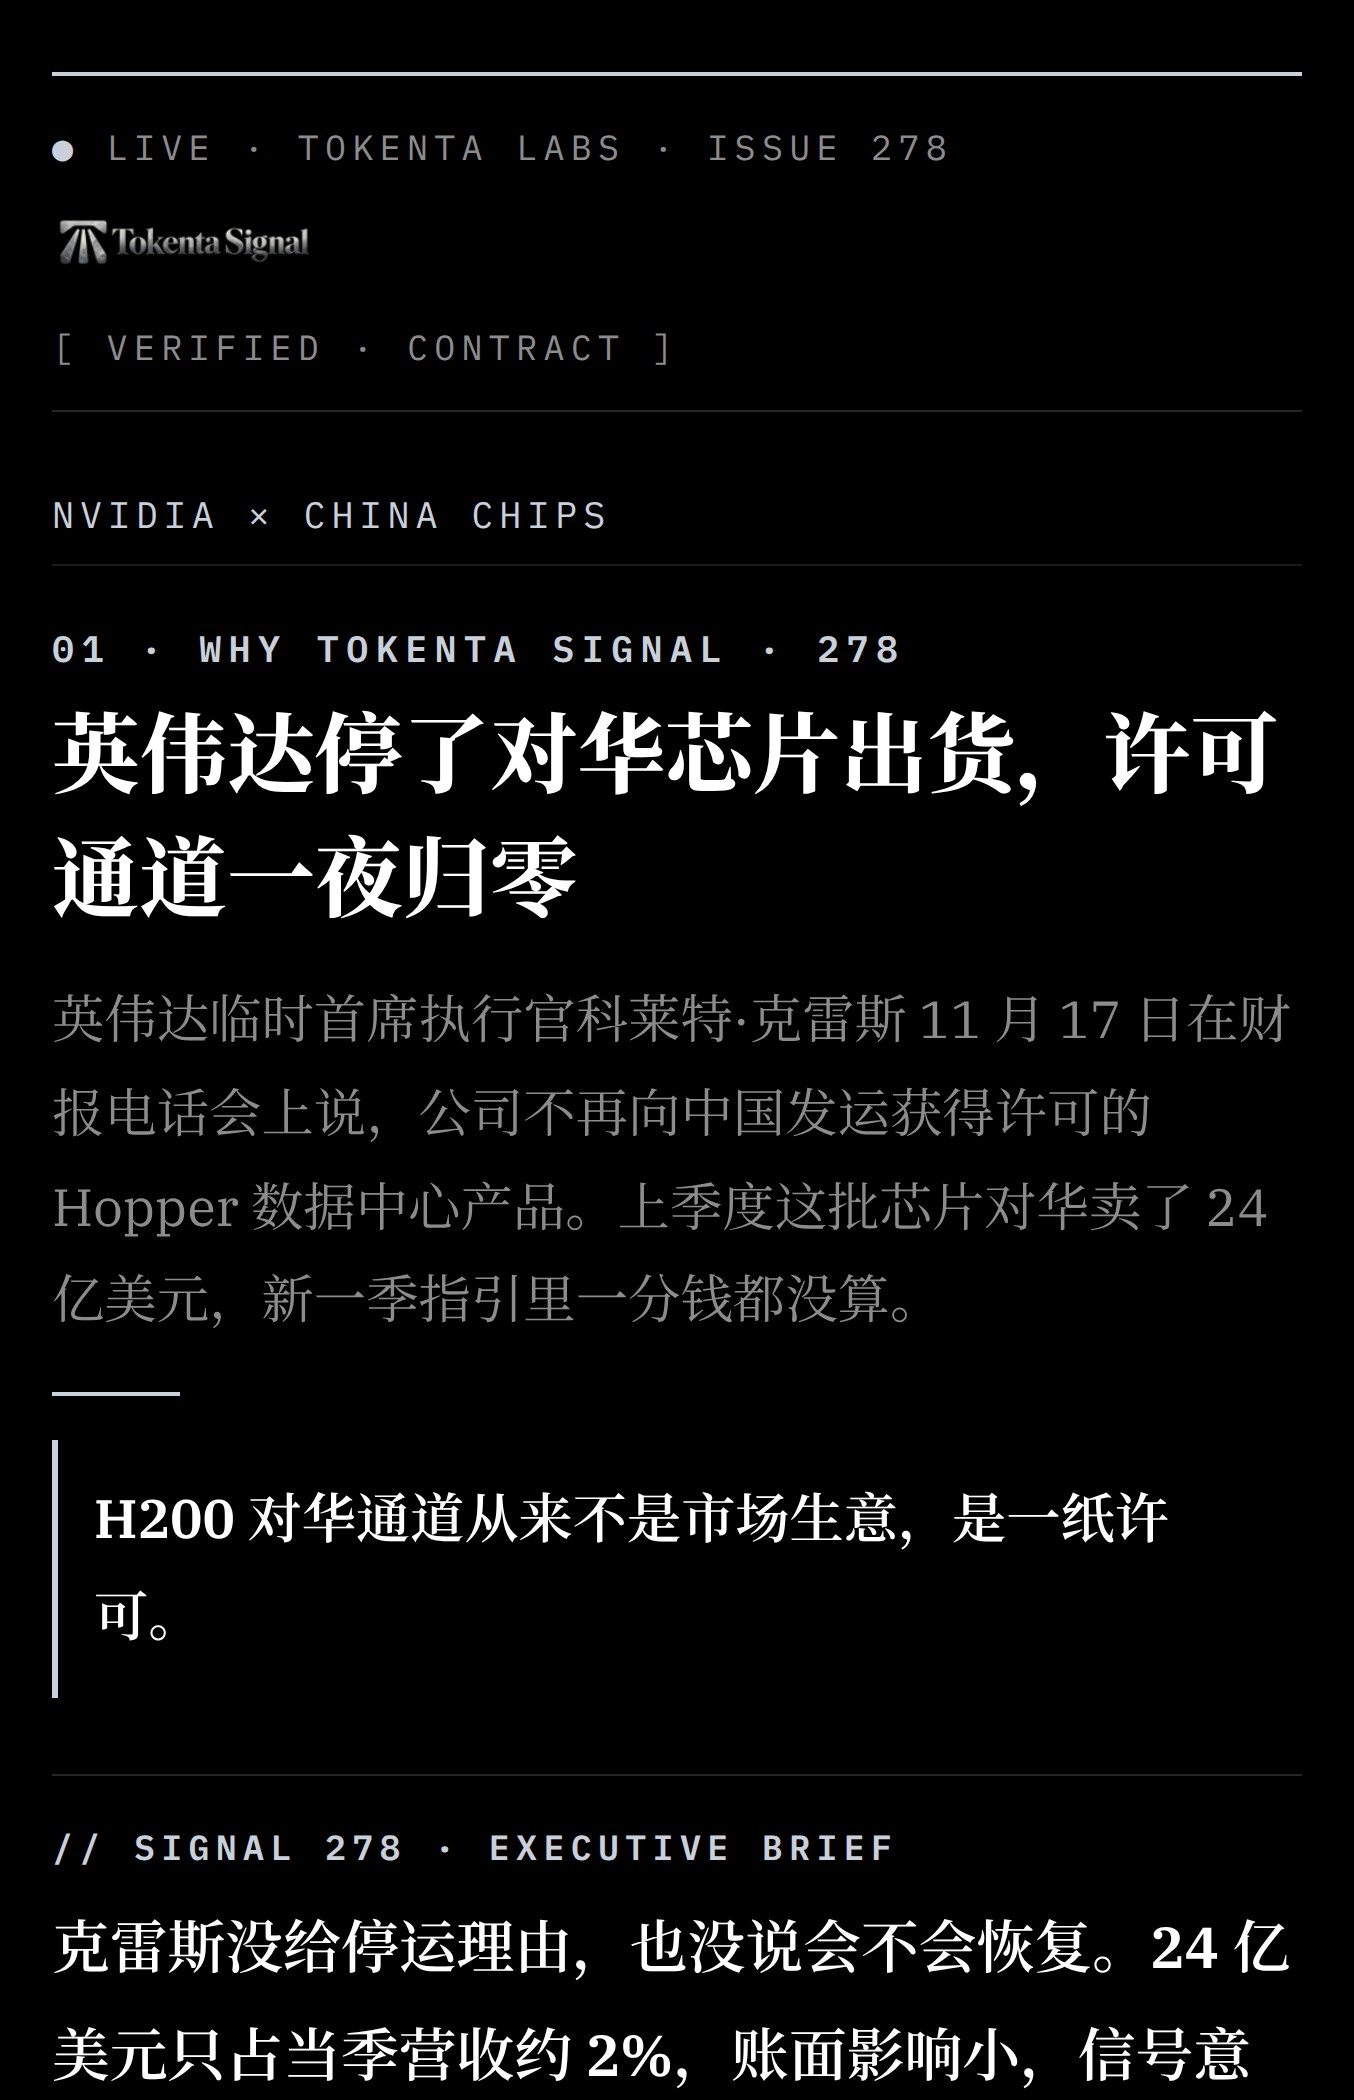 ● LIVE · TOKENTA LABS · ISSUE 278
Tokenta Signal
[ VERIFIED · CONTRACT ]
NVIDIA × CHINA CHIPS
01 · WHY TOKENTA SIGNAL · 278
英伟达停了对华芯片出货，许可
通道一夜归零
英伟达临时首席执行官科莱特·克雷斯 11 月 17 日在财
报电话会上说，公司不再向中国发运获得许可的
Hopper 数据中心产品。上季度这批芯片对华卖了 24
亿美元，新一季指引里一分钱都没算。
H200 对华通道从来不是市场生意，是一纸许
可。
// SIGNAL 278 · EXECUTIVE BRIEF
克雷斯没给停运理由，也没说会不会恢复。24 亿
美元只占当季营收约 2%，账面影响小，信号意